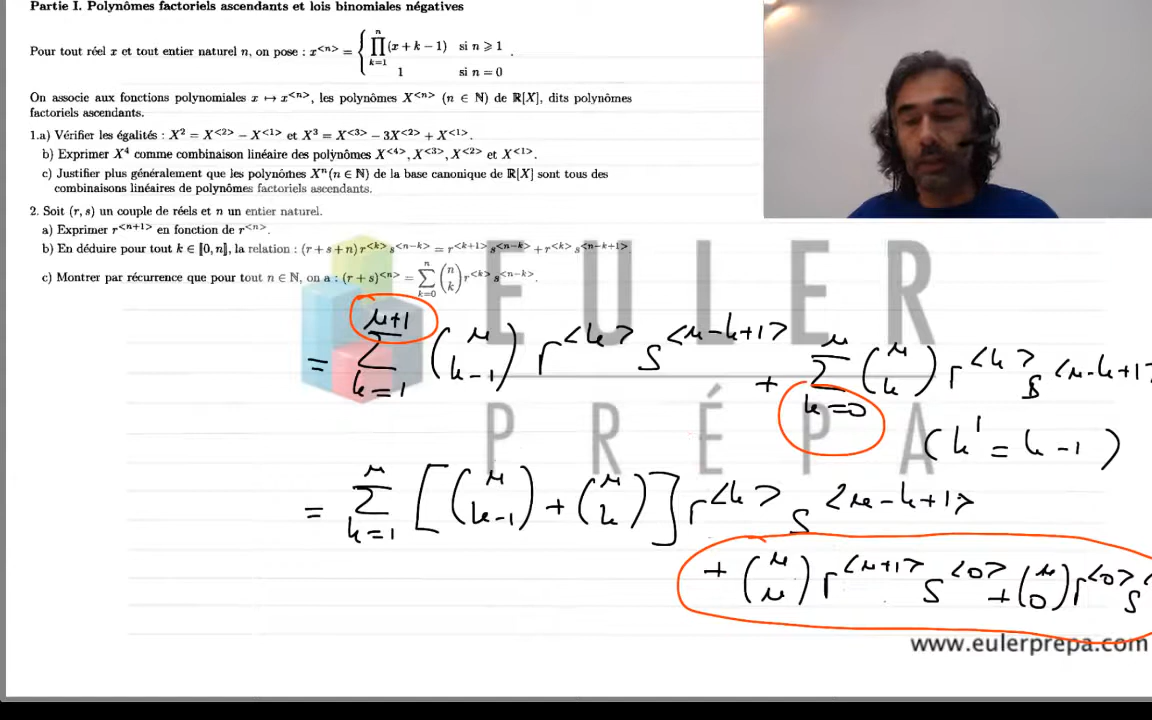 Partie I. Polynômes factoriels ascendants et lois binomiales négatives
Pour tout réel x et tout entier naturel n, on pose : x^{<n>} = { ∏_{k=1}^{n} (x + k − 1) si n ⩾ 1 .
1 si n = 0
On associe aux fonctions polynomiales x ↦ x^{<n>}, les polynômes X^{<n>} (n ∈ ℕ) de ℝ[X], dits polynômes
factoriels ascendants.
1.a) Vérifier les égalités : X² = X^{<2>} − X^{<1>} et X³ = X^{<3>} − 3X^{<2>} + X^{<1>}.
b) Exprimer X⁴ comme combinaison linéaire des polynômes X^{<4>}, X^{<3>}, X^{<2>} et X^{<1>}.
c) Justifier plus généralement que les polynômes Xⁿ(n ∈ ℕ) de la base canonique de ℝ[X] sont tous des
combinaisons linéaires de polynômes factoriels ascendants.
2. Soit (r, s) un couple de réels et n un entier naturel.
a) Exprimer r^{<n+1>} en fonction de r^{<n>}.
b) En déduire pour tout k ∈ ⟦0, n⟧, la relation : (r + s + n) r^{<k>} s^{<n−k>} = r^{<k+1>} s^{<n−k>} + r^{<k>} s^{<n−k+1>}.
c) Montrer par récurrence que pour tout n ∈ ℕ, on a : (r + s)^{<n>} = ∑_{k=0}^{n} (n k) r^{<k>} s^{<n−k>}.
EULER
PRÉPA
= ∑_{k=1}^{n+1} (n k−1) r^{<k>} s^{<n−k+1>} + ∑_{k=0}^{n} (n k) r^{<k>} s^{<n−k+1>
(k' = k − 1)
= ∑_{k=1}^{n} [(n k−1) + (n k)] r^{<k>} s^{<n−k+1>}
+ (n n) r^{<n+1>} s^{<0>} + (n 0) r^{<0>} s^{<
www.eulerprepa.com